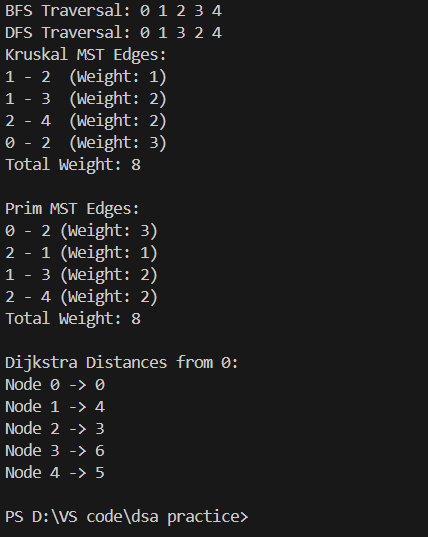 BFS Traversal: 0 1 2 3 4
DFS Traversal: 0 1 3 2 4
Kruskal MST Edges:
1 - 2  (Weight: 1)
1 - 3  (Weight: 2)
2 - 4  (Weight: 2)
0 - 2  (Weight: 3)
Total Weight: 8

Prim MST Edges:
0 - 2 (Weight: 3)
2 - 1 (Weight: 1)
1 - 3 (Weight: 2)
2 - 4 (Weight: 2)
Total Weight: 8

Dijkstra Distances from 0:
Node 0 -> 0
Node 1 -> 4
Node 2 -> 3
Node 3 -> 6
Node 4 -> 5

PS D:\VS code\dsa practice>